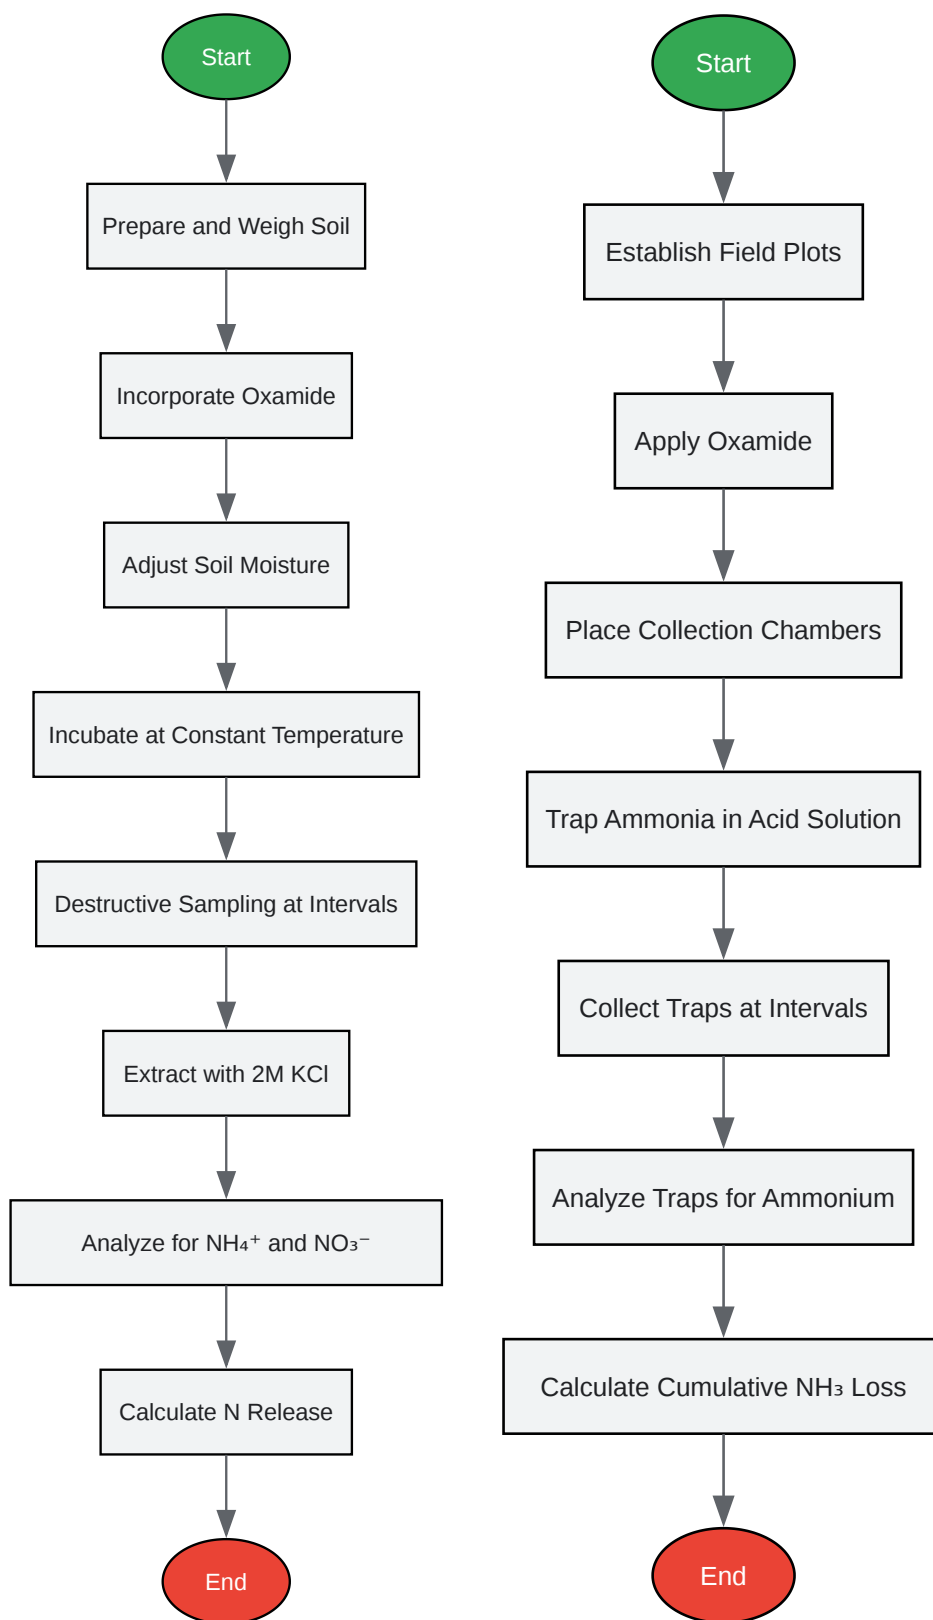 Start
Prepare and Weigh Soil
Incorporate Oxamide
Adjust Soil Moisture
Incubate at Constant Temperature
Destructive Sampling at Intervals
Extract with 2M KCl
Analyze for NH₄⁺ and NO₃⁻
Calculate N Release
End
Start
Establish Field Plots
Apply Oxamide
Place Collection Chambers
Trap Ammonia in Acid Solution
Collect Traps at Intervals
Analyze Traps for Ammonium
Calculate Cumulative NH₃ Loss
End